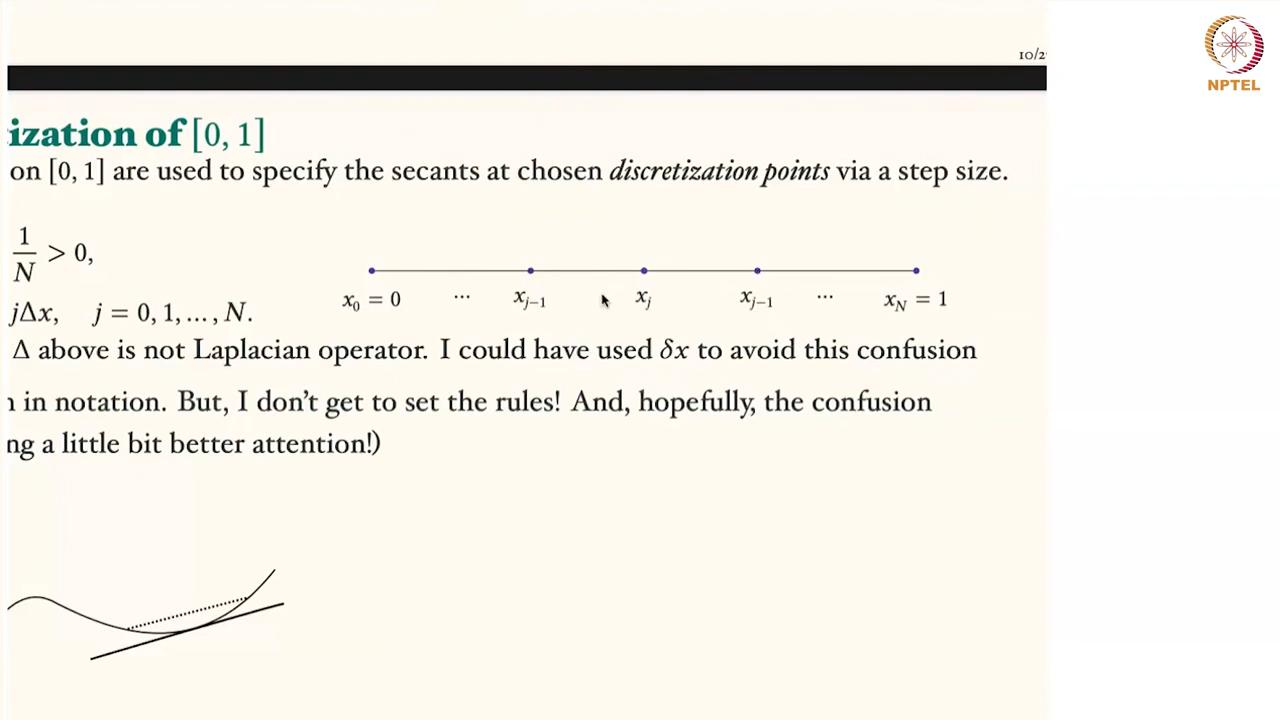 10/2
NPTEL
ization of [0, 1]
on [0, 1] are used to specify the secants at chosen discretization points via a step size.
1/N > 0,
x₀ = 0 ... xⱼ₋₁ xⱼ xⱼ₋₁ ... x_N = 1
jΔx, j = 0, 1, ..., N.
Δ above is not Laplacian operator. I could have used δx to avoid this confusion
in notation. But, I don't get to set the rules! And, hopefully, the confusion
ng a little bit better attention!)